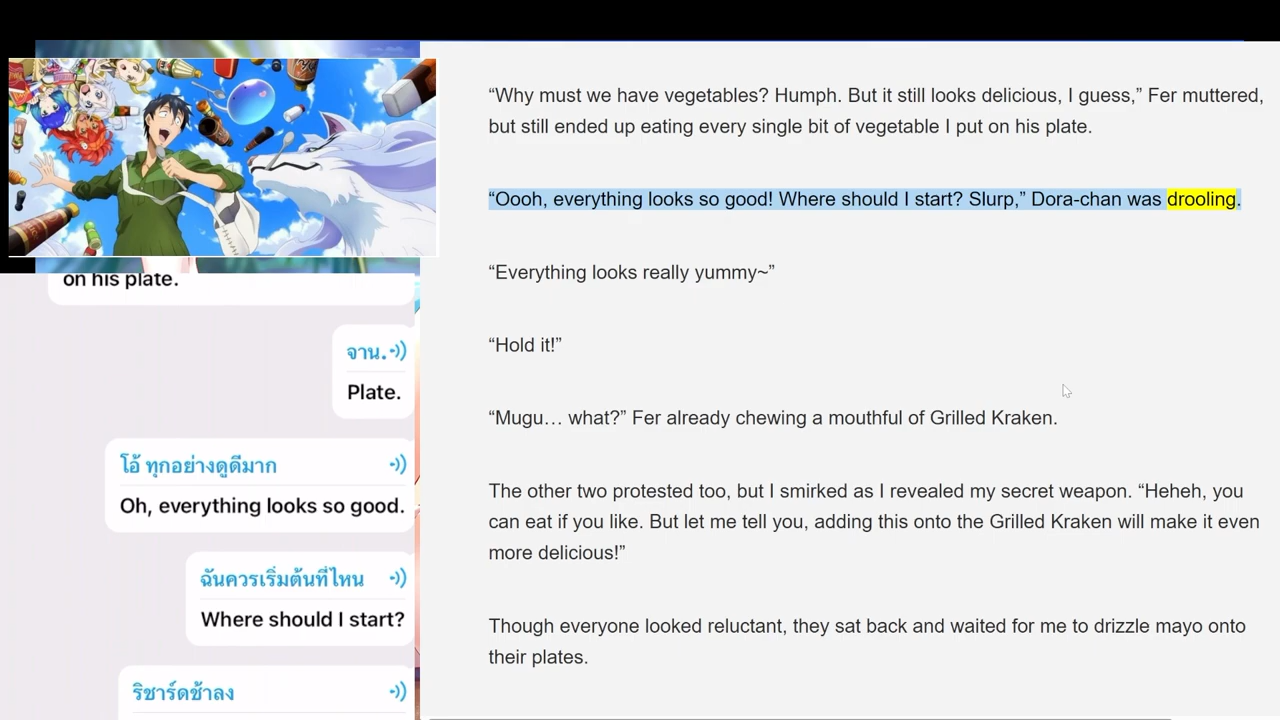 on his plate.
จาน.
Plate.
โอ้ ทุกอย่างดูดีมาก
Oh, everything looks so good.
ฉันควรเริ่มต้นที่ไหน
Where should I start?
ริชาร์ดช้าลง
“Why must we have vegetables? Humph. But it still looks delicious, I guess,” Fer muttered,
but still ended up eating every single bit of vegetable I put on his plate.
“Oooh, everything looks so good! Where should I start? Slurp,” Dora-chan was drooling.
“Everything looks really yummy~”
“Hold it!”
“Mugu… what?” Fer already chewing a mouthful of Grilled Kraken.
The other two protested too, but I smirked as I revealed my secret weapon. “Heheh, you
can eat if you like. But let me tell you, adding this onto the Grilled Kraken will make it even
more delicious!”
Though everyone looked reluctant, they sat back and waited for me to drizzle mayo onto
their plates.